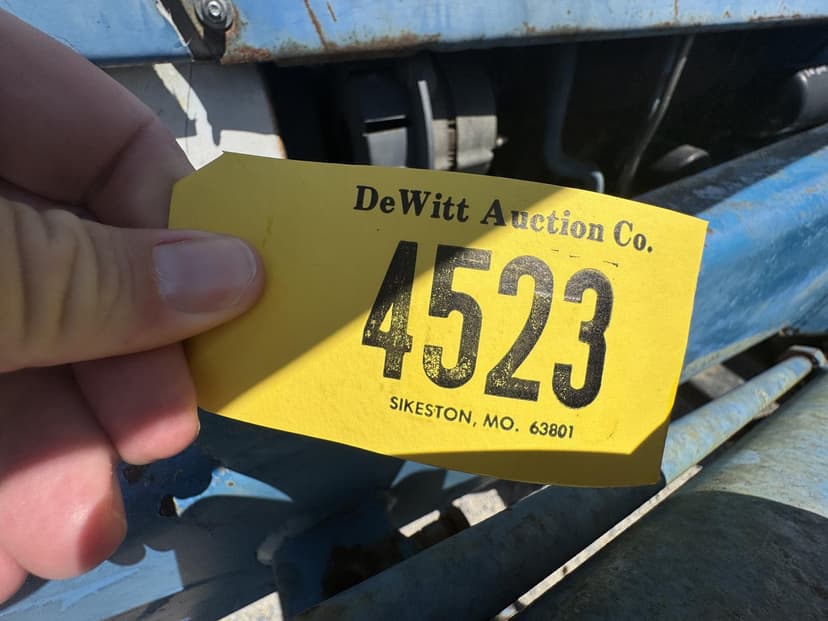 DeWitt Auction Co.
4523
SIKESTON, MO. 63801